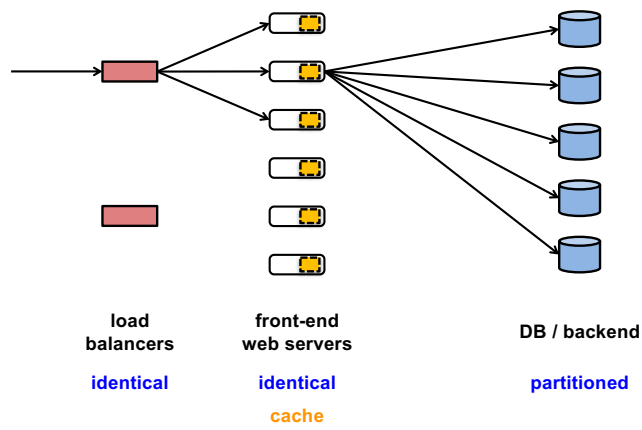 load
balancers
identical
front-end
web servers
identical
cache
DB / backend
partitioned